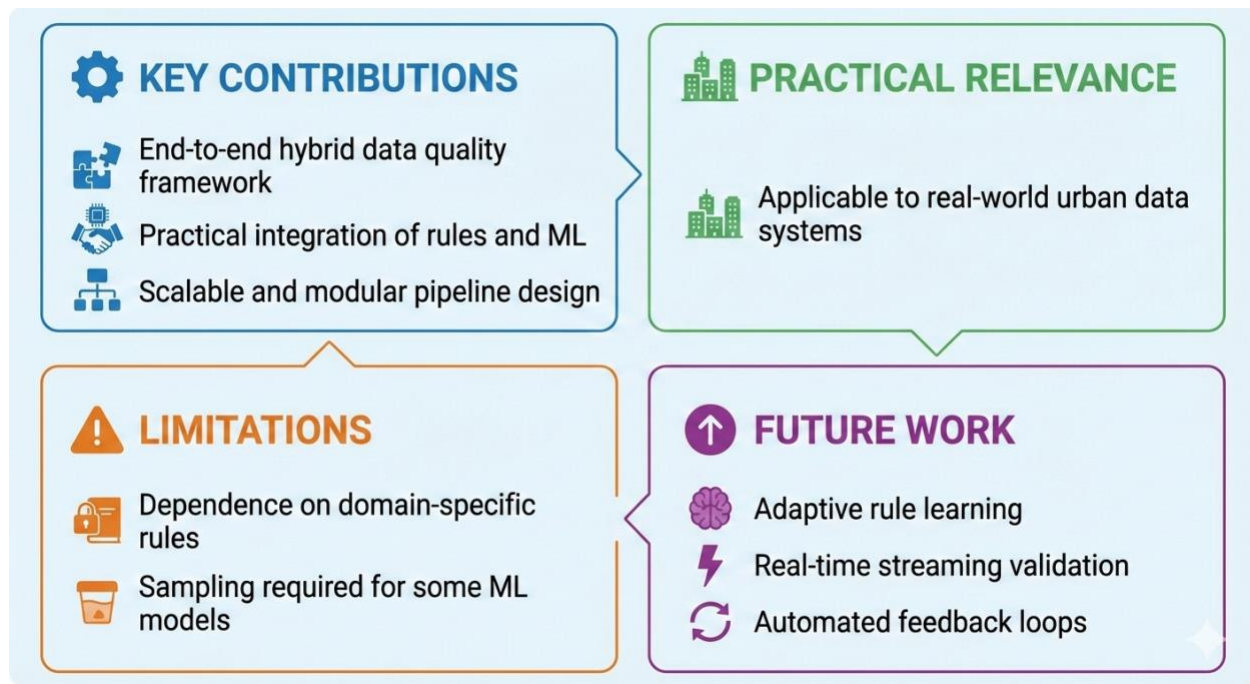 KEY CONTRIBUTIONS
End-to-end hybrid data quality
framework
Practical integration of rules and ML
Scalable and modular pipeline design
PRACTICAL RELEVANCE
Applicable to real-world urban data
systems
LIMITATIONS
Dependence on domain-specific
rules
Sampling required for some ML
models
FUTURE WORK
Adaptive rule learning
Real-time streaming validation
Automated feedback loops